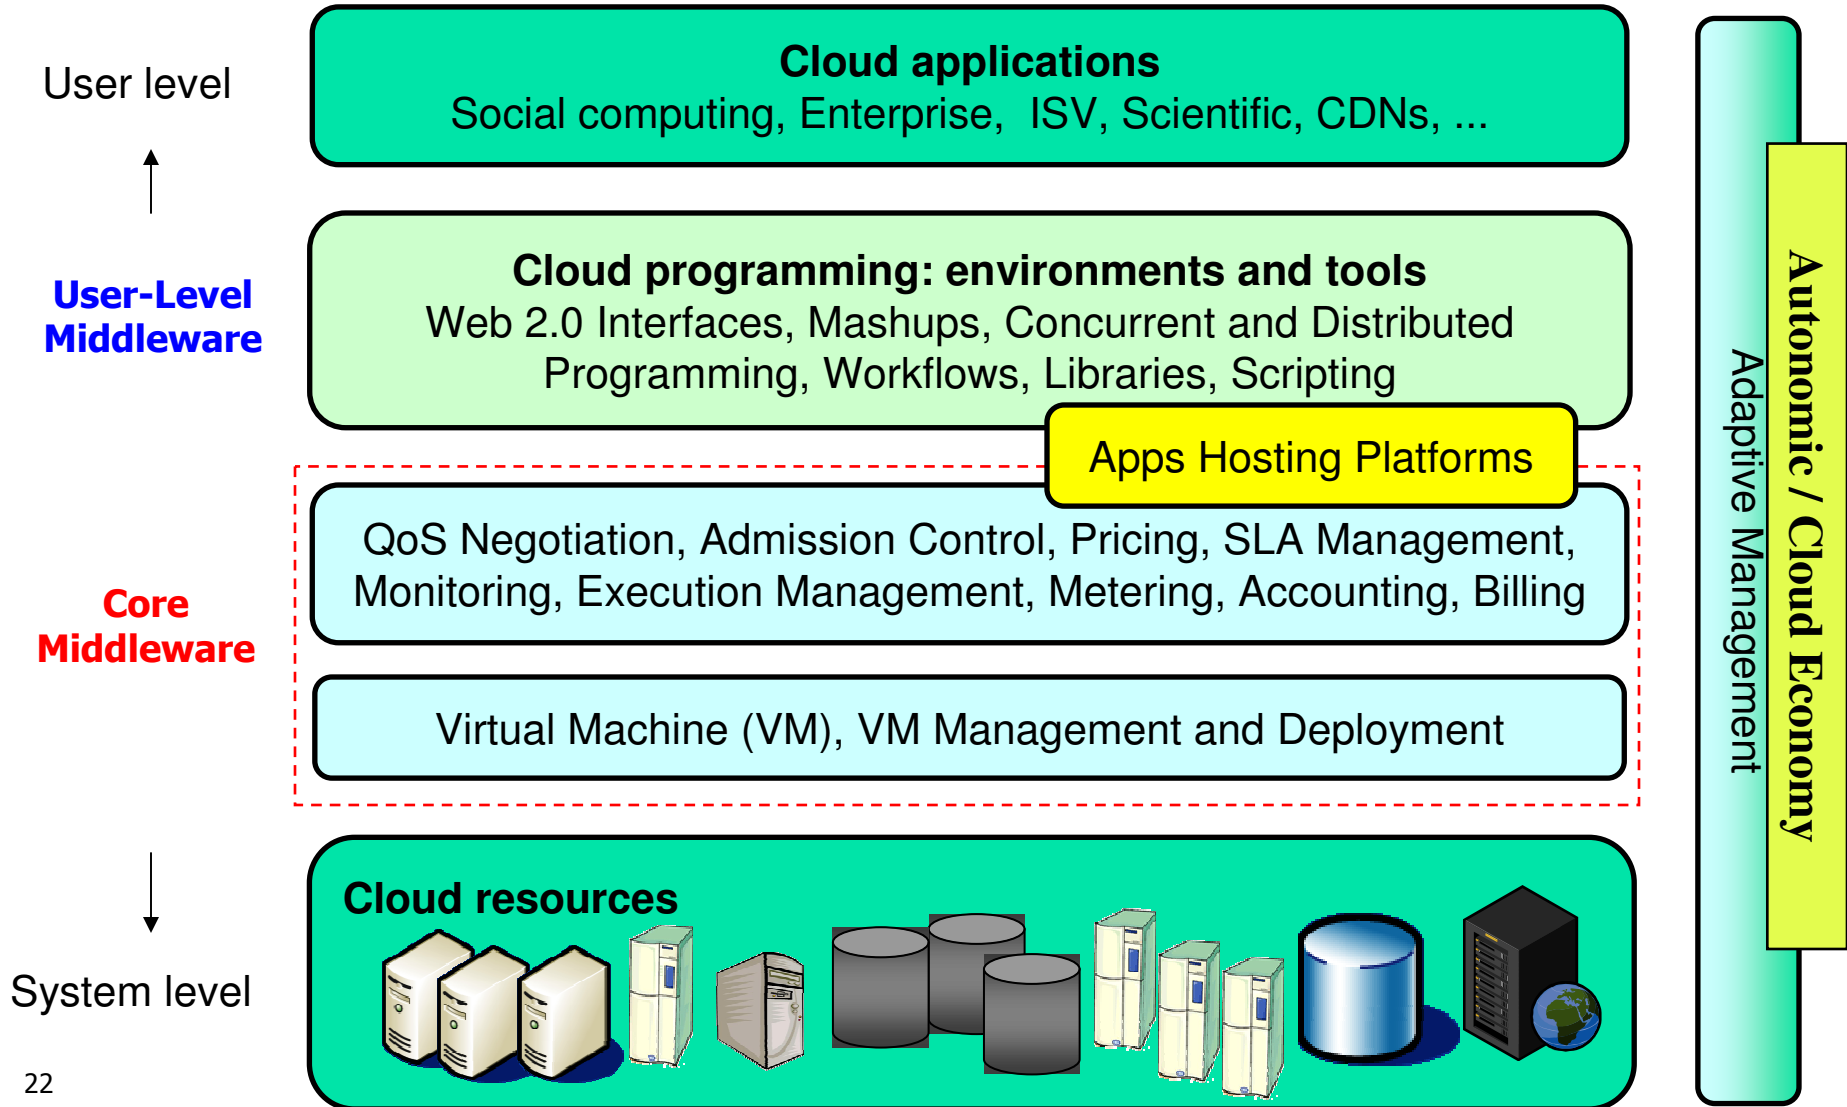 User level
Cloud applications
Social computing, Enterprise, ISV, Scientific, CDNs, ...
User-Level
Middleware
Cloud programming: environments and tools
Web 2.0 Interfaces, Mashups, Concurrent and Distributed
Programming, Workflows, Libraries, Scripting
Apps Hosting Platforms
Core
Middleware
QoS Negotiation, Admission Control, Pricing, SLA Management,
Monitoring, Execution Management, Metering, Accounting, Billing
Virtual Machine (VM), VM Management and Deployment
System level
Cloud resources
Adaptive Management
Autonomic / Cloud Economy
22